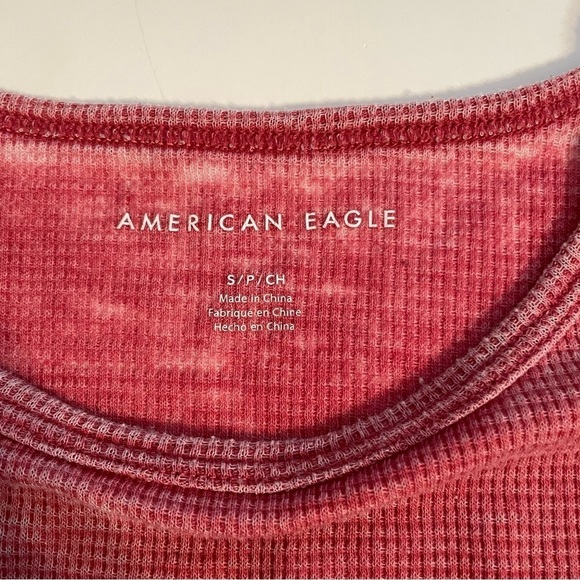 AMERICAN EAGLE
S/P/CH
Made in China
Fabriqué en Chine
Hecho en China